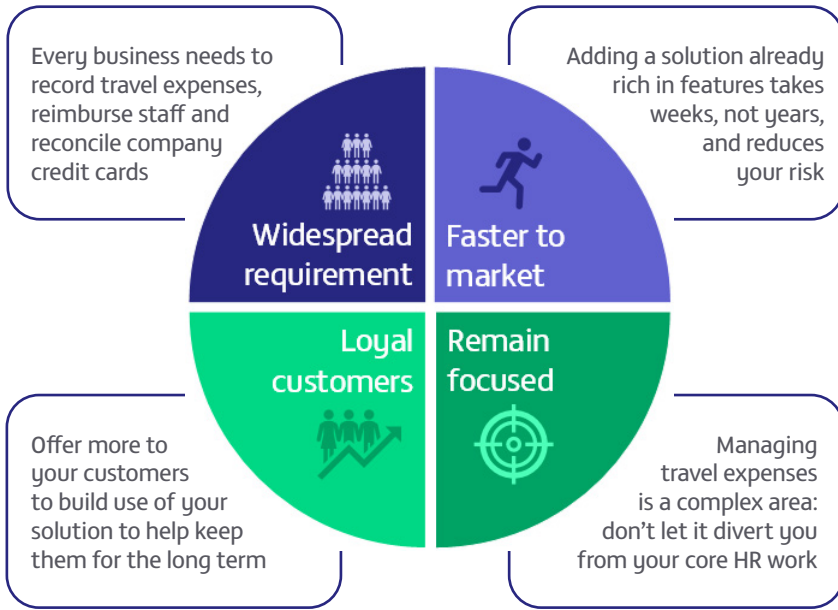 Every business needs to
record travel expenses,
reimburse staff and
reconcile company
credit cards
Adding a solution already
rich in features takes
weeks, not years,
and reduces
your risk
Widespread
requirement
Faster to
market
Loyal
customers
Remain
focused
Offer more to
your customers
to build use of your
solution to help keep
them for the long term
Managing
travel expenses
is a complex area:
don’t let it divert you
from your core HR work